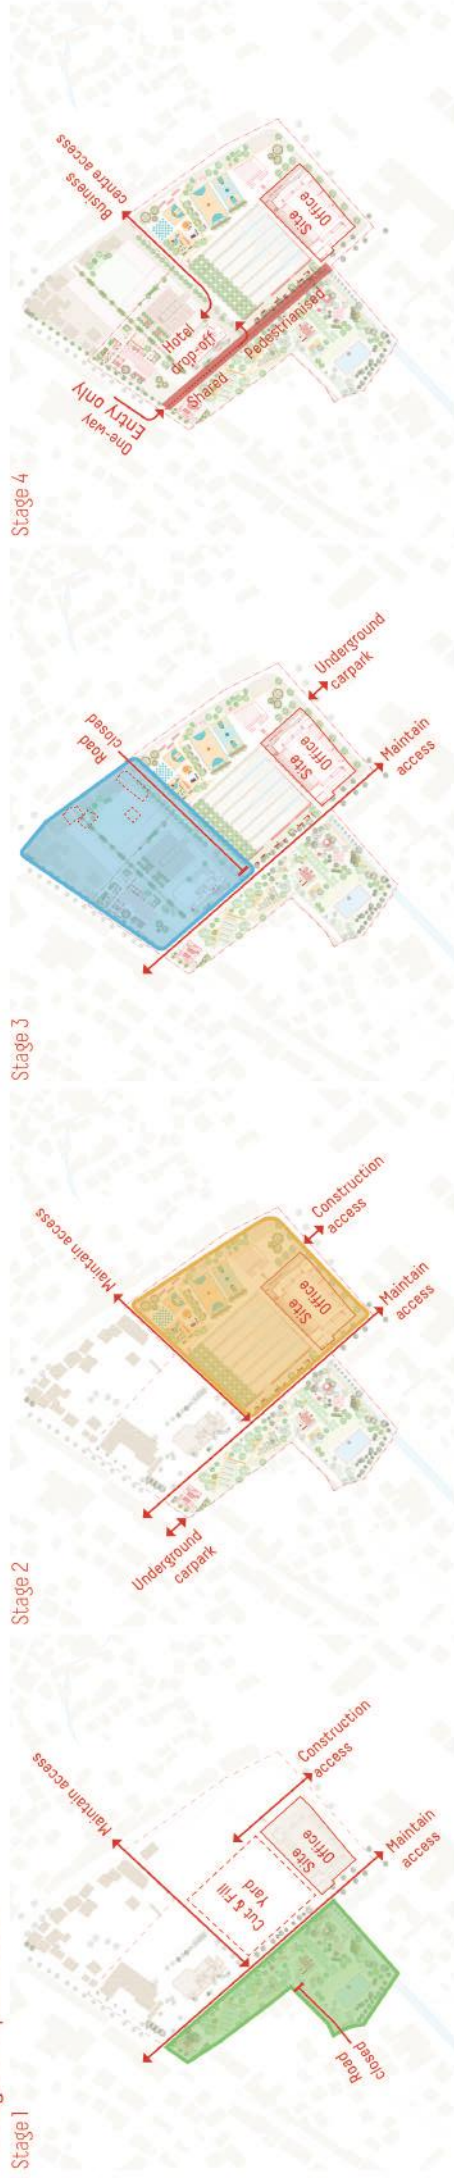 Stage 1
Maintain access
Construction
access
Cut & Fill
Yard
Site
Office
Maintain
access
Road
closed
Stage 2
Maintain access
Construction
access
Site
Office
Maintain
access
Underground
carpark
Stage 3
Road
closed
Underground
carpark
Site
Office
Maintain
access
Stage 4
Business
centre access
One-way
Entry only
Hotel
drop-off
Shared
Pedestrianised
Site
Office